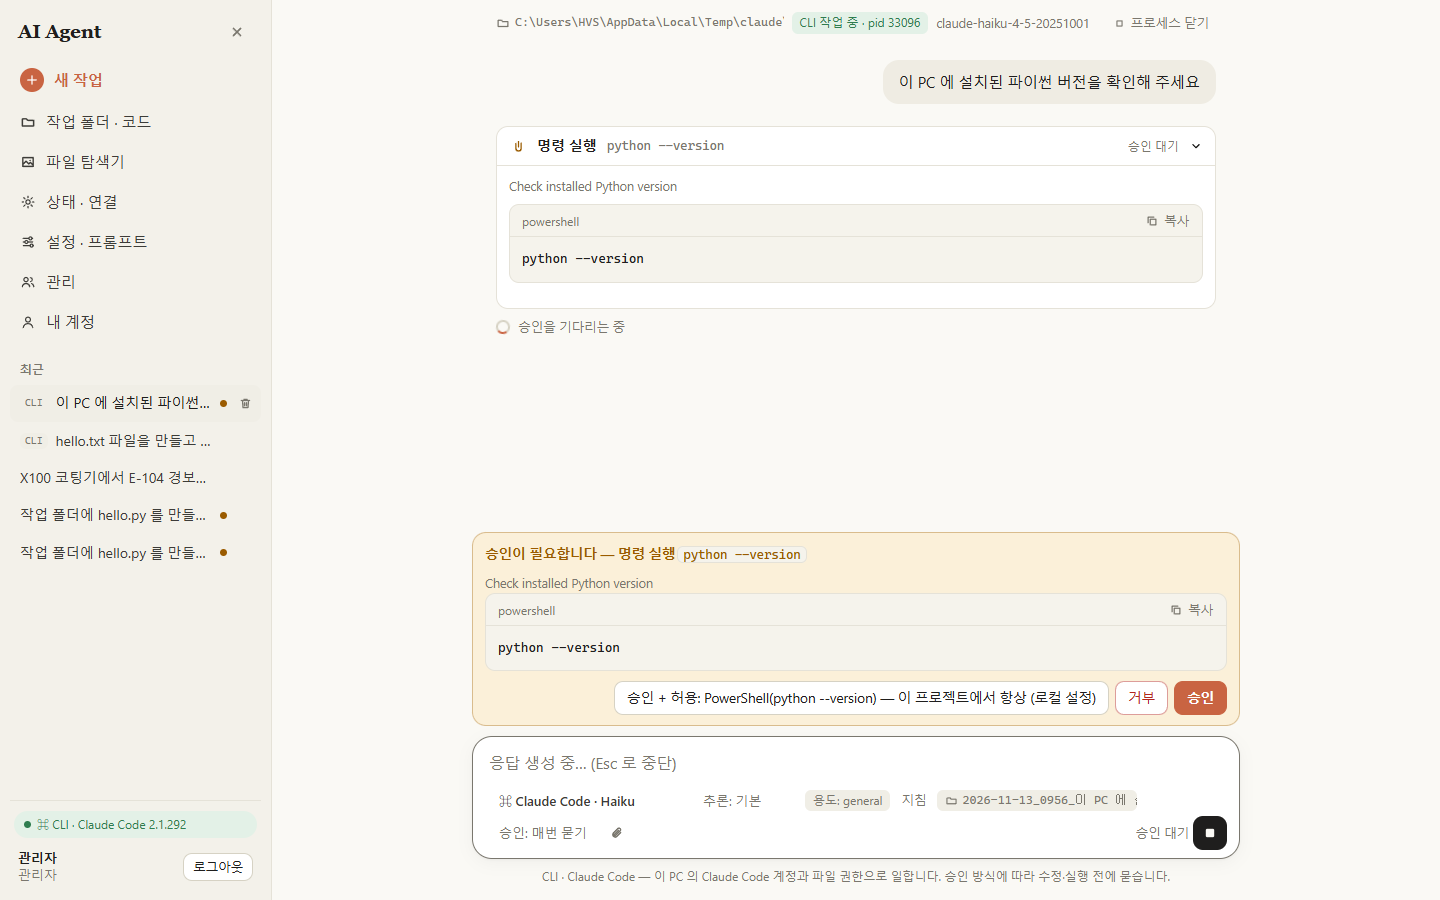 AI Agent
새 작업
작업 폴더 · 코드
파일 탐색기
상태 · 연결
설정 · 프롬프트
관리
내 계정
최근
CLI 이 PC 에 설치된 파이썬...
CLI hello.txt 파일을 만들고 ...
X100 코팅기에서 E-104 경보...
작업 폴더에 hello.py 를 만들...
작업 폴더에 hello.py 를 만들...
⌘ CLI · Claude Code 2.1.292
관리자
관리자
로그아웃
C:\Users\HVS\AppData\Local\Temp\claude CLI 작업 중 · pid 33096 claude-haiku-4-5-20251001 프로세스 닫기
이 PC 에 설치된 파이썬 버전을 확인해 주세요
명령 실행 python --version 승인 대기
Check installed Python version
powershell 복사
python --version
승인을 기다리는 중
승인이 필요합니다 — 명령 실행 python --version
Check installed Python version
powershell 복사
python --version
승인 + 허용: PowerShell(python --version) — 이 프로젝트에서 항상 (로컬 설정) 거부 승인
응답 생성 중... (Esc 로 중단)
⌘ Claude Code · Haiku 추론: 기본 용도: general 지침 2026-11-13_0956_이 PC 에
승인: 매번 묻기 승인 대기
CLI · Claude Code — 이 PC 의 Claude Code 계정과 파일 권한으로 일합니다. 승인 방식에 따라 수정·실행 전에 묻습니다.